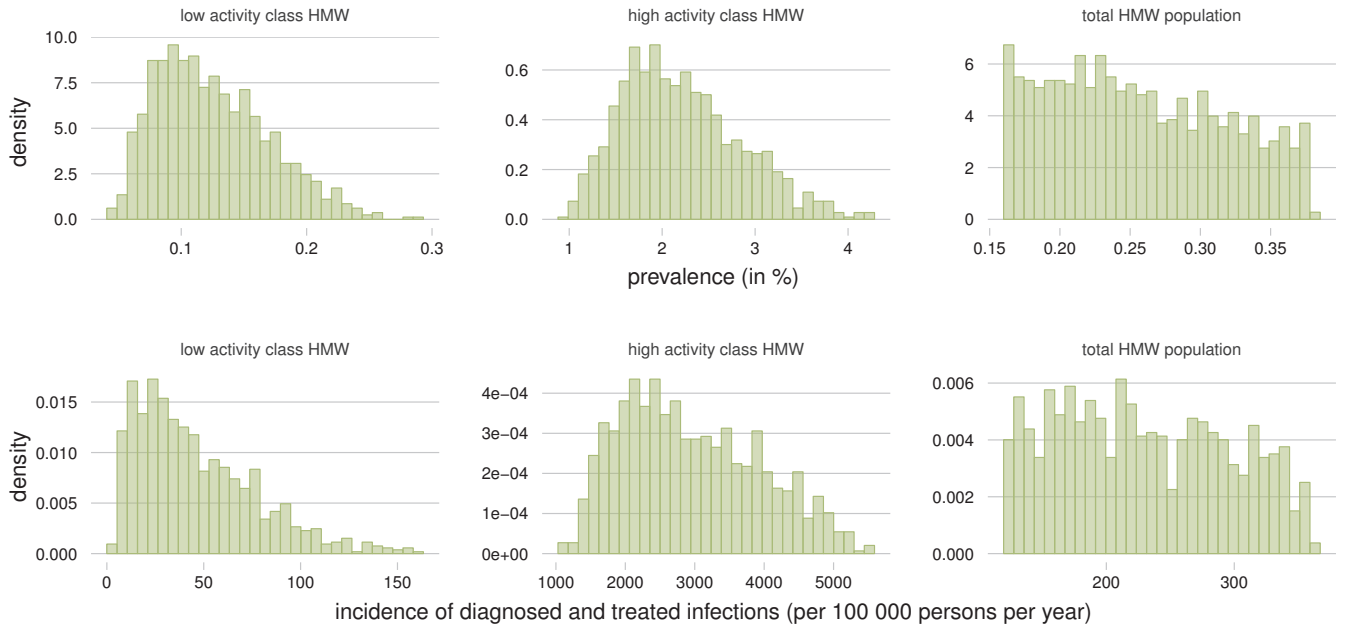 low activity class HMW
high activity class HMW
total HMW population
density
10.0
7.5
5.0
2.5
0.0
0.1
0.2
0.3
0.6
0.4
0.2
0.0
1
2
3
4
6
4
2
0
0.15
0.20
0.25
0.30
0.35
prevalence (in %)
low activity class HMW
high activity class HMW
total HMW population
density
0.015
0.010
0.005
0.000
0
50
100
150
4e−04
3e−04
2e−04
1e−04
0e+00
1000
2000
3000
4000
5000
0.006
0.004
0.002
0.000
200
300
incidence of diagnosed and treated infections (per 100 000 persons per year)